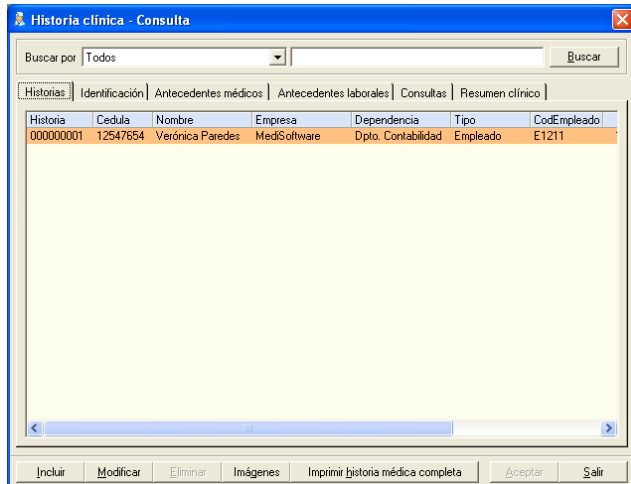 Historia clínica - Consulta
Buscar por Todos Buscar
Historias Identificación Antecedentes médicos Antecedentes laborales Consultas Resumen clínico
Historia Cedula Nombre Empresa Dependencia Tipo CodEmpleado
000000001 12547654 Verónica Paredes MediSoftware Dpto. Contabilidad Empleado E1211
Incluir Modificar Eliminar Imágenes Imprimir historia médica completa Aceptar Salir